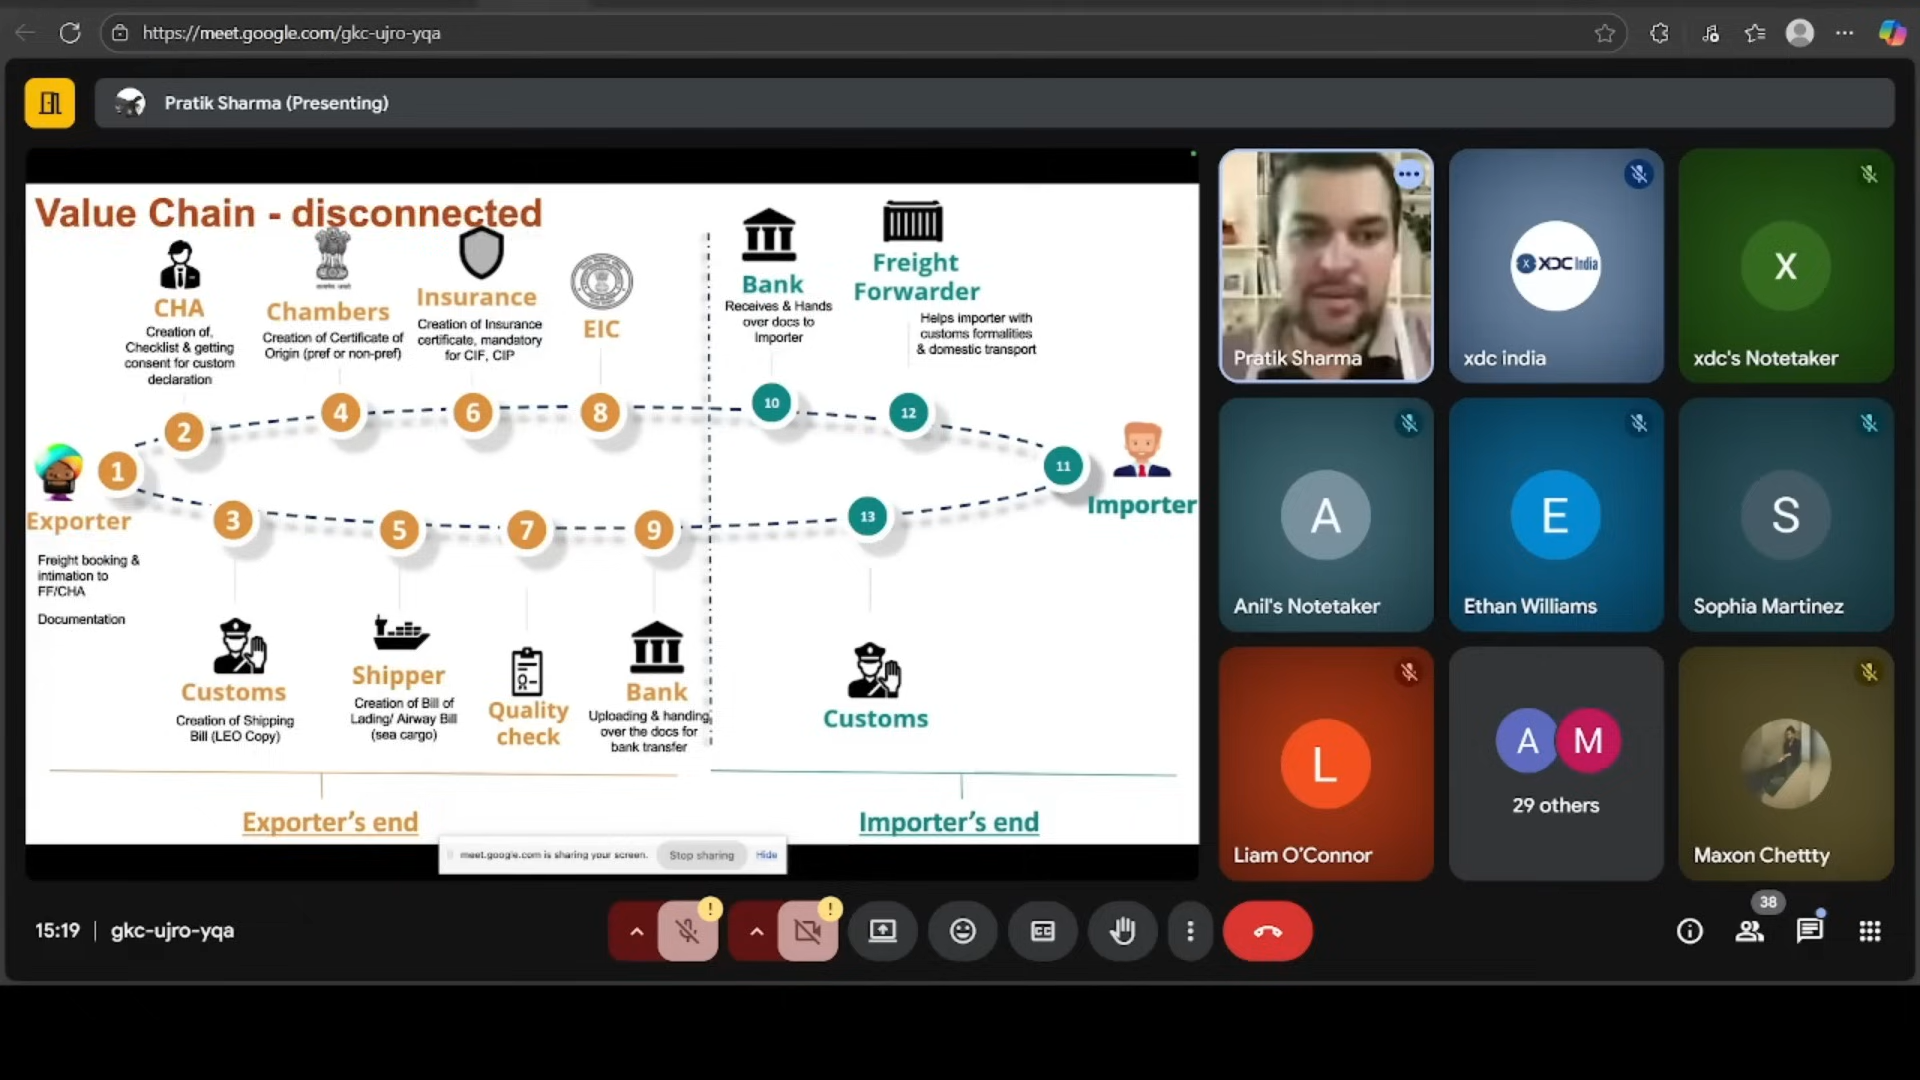 https://meet.google.com/gkc-ujro-yqa
Pratik Sharma (Presenting)
Value Chain - disconnected
CHA
Creation of,
Checklist & getting
consent for custom
declaration
Chambers
Creation of Certificate of
Origin (pref or non-pref)
Insurance
Creation of Insurance
certificate, mandatory
for CIF, CIP
EIC
Bank
Receives & Hands
over docs to
Importer
Freight
Forwarder
Helps importer with
customs formalities
& domestic transport
2
4
6
8
10
12
1
11
Exporter
Importer
3
5
7
9
13
Freight booking &
intimation to
FF/CHA
Documentation
Customs
Creation of Shipping
Bill (LEO Copy)
Shipper
Creation of Bill of
Lading/ Airway Bill
(sea cargo)
Quality
check
Bank
Uploading & handing
over the docs for
bank transfer
Customs
Exporter's end
Importer's end
meet.google.com is sharing your screen.
Stop sharing
Hide
Pratik Sharma
XDC India
xdc india
X
xdc's Notetaker
A
Anil's Notetaker
E
Ethan Williams
S
Sophia Martinez
L
Liam O'Connor
A M
29 others
Maxon Chettty
15:19 | gkc-ujro-yqa
!
!
CC
38